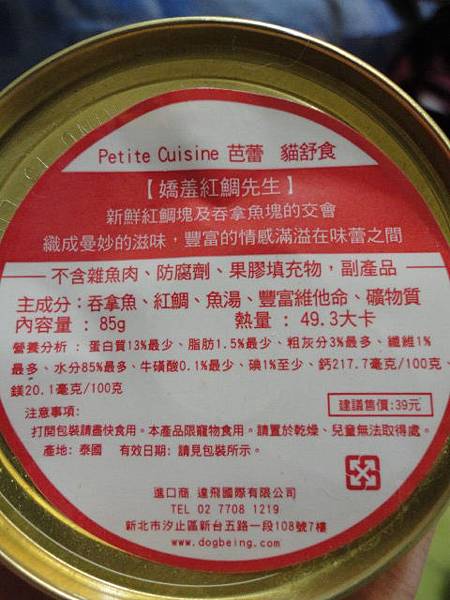 Petite Cuisine 芭蕾　貓舒食
【嬌羞紅鯛先生】
新鮮紅鯛塊及吞拿魚塊的交會
織成曼妙的滋味，豐富的情感滿溢在味蕾之間
不含雜魚肉、防腐劑、果膠填充物，副產品
主成分：吞拿魚、紅鯛、魚湯、豐富維他命、礦物質
內容量 : 85g　　熱量 : 49.3大卡
營養分析 : 蛋白質13%最少、脂肪1.5%最少、粗灰分3%最多、纖維1%
最多、水分85%最多、牛磺酸0.1%最少、碘1%至少、鈣217.7毫克/100克、
鎂20.1毫克/100克
建議售價:39元
注意事項:
打開包裝請盡快食用。本產品限寵物食用。請置於乾燥、兒童無法取得處。
產地: 泰國　有效日期: 請見包裝所示。
進口商 達飛國際有限公司
TEL 02 7708 1219
新北市汐止區新台五路一段108號7樓
www.dogbeing.com